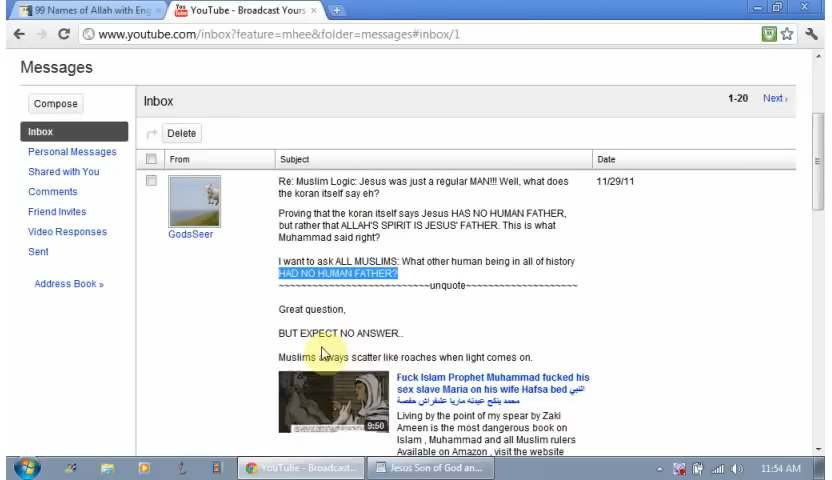 99 Names of Allah with Eng
YouTube - Broadcast Yours
www.youtube.com/inbox?feature=mhee&folder=messages#inbox/1
Messages
Compose
Inbox
1-20
Next ›
Inbox
Delete
Personal Messages
From
Subject
Date
Shared with You
Comments
Friend Invites
Video Responses
Sent
Address Book »
GodsSeer
Re: Muslim Logic: Jesus was just a regular MAN!!! Well, what does
the koran itself say eh?
11/29/11
Proving that the koran itself says Jesus HAS NO HUMAN FATHER,
but rather that ALLAH'S SPIRIT IS JESUS' FATHER. This is what
Muhammad said right?
I want to ask ALL MUSLIMS: What other human being in all of history
HAD NO HUMAN FATHER?
~~~~~~~~~~~~~~~~~~~~~~~~~~~unquote~~~~~~~~~~~~~~~~~~~~
Great question,
BUT EXPECT NO ANSWER..
Muslims always scatter like roaches when light comes on.
9:50
Fuck Islam Prophet Muhammad fucked his
sex slave Maria on his wife Hafsa bed النبي
محمد ينكح عبدته ماريا علىفراش حفصة
Living by the point of my spear by Zaki
Ameen is the most dangerous book on
Islam , Muhammad and all Muslim rulers
Available on Amazon , visit the website
YouTube - Broadcast...
Jesus Son of God an...
11:54 AM